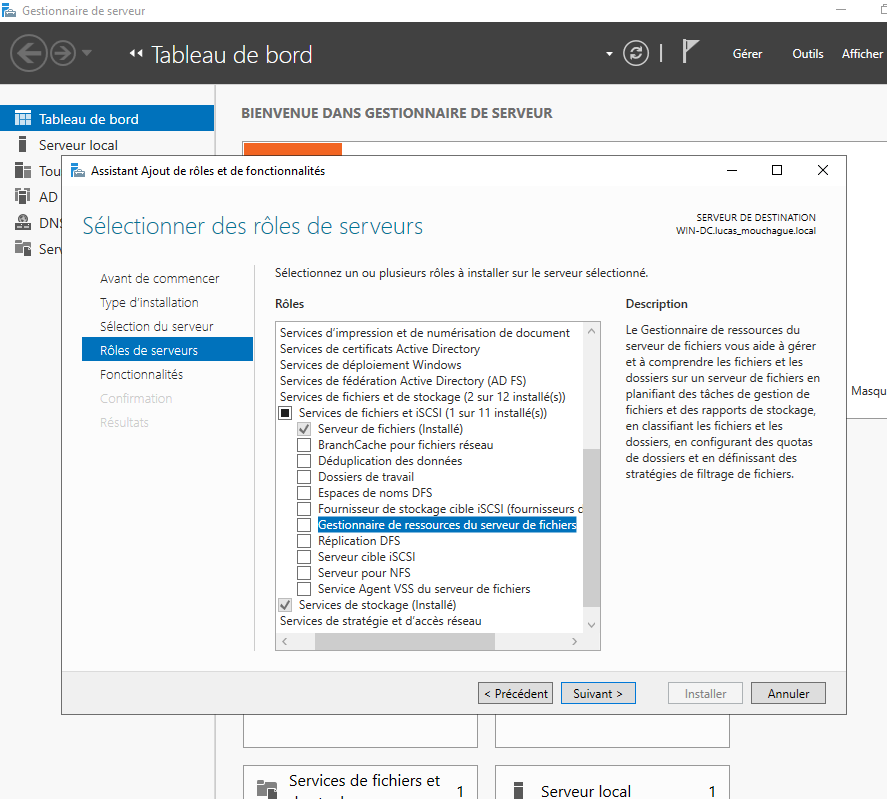 Gestionnaire de serveur
Tableau de bord
Gérer Outils Afficher
Tableau de bord
Serveur local
AD
BIENVENUE DANS GESTIONNAIRE DE SERVEUR
Assistant Ajout de rôles et de fonctionnalités
Sélectionner des rôles de serveurs
SERVEUR DE DESTINATION
WIN-DC.lucas_mouchague.local
Avant de commencer
Type d'installation
Sélection du serveur
Rôles de serveurs
Fonctionnalités
Confirmation
Résultats
Sélectionnez un ou plusieurs rôles à installer sur le serveur sélectionné.
Rôles
Services d’impression et de numérisation de document
Services de certificats Active Directory
Services de déploiement Windows
Services de fédération Active Directory (AD FS)
Services de fichiers et de stockage (2 sur 12 installé(s))
Services de fichiers et iSCSI (1 sur 11 installé(s))
Serveur de fichiers (Installé)
BranchCache pour fichiers réseau
Déduplication des données
Dossiers de travail
Espaces de noms DFS
Fournisseur de stockage cible iSCSI (fournisseurs
Gestionnaire de ressources du serveur de fichiers
Réplication DFS
Serveur cible iSCSI
Serveur pour NFS
Service Agent VSS du serveur de fichiers
Services de stockage (Installé)
Services de stratégie et d’accès réseau
Description
Le Gestionnaire de ressources du
serveur de fichiers vous aide à gérer
et à comprendre les fichiers et les
dossiers sur un serveur de fichiers en
planifiant des tâches de gestion de
fichiers et des rapports de stockage,
en classifiant les fichiers et les
dossiers, en configurant des quotas
de dossiers et en définissant des
stratégies de filtrage de fichiers.
< Précédent Suivant > Installer Annuler
Services de fichiers et 1
Serveur local 1